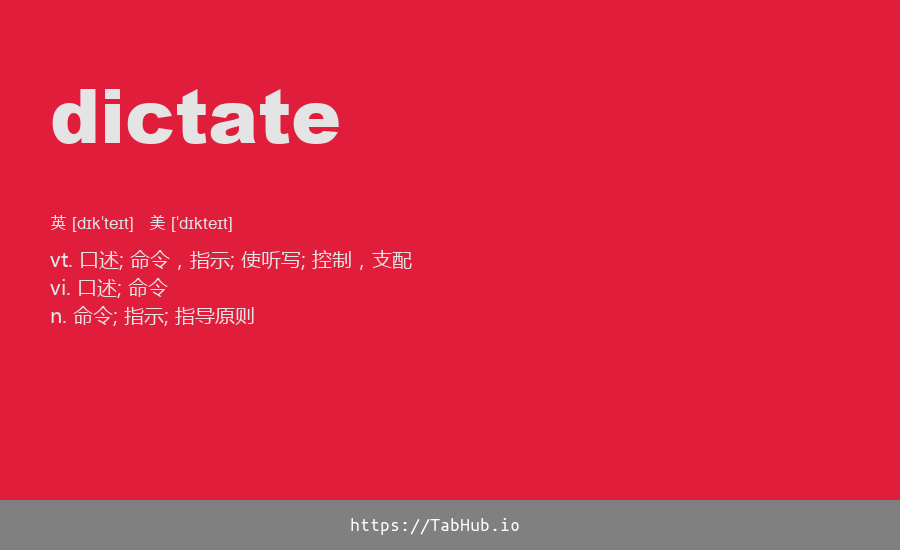 dictate
英 [dɪk'teɪt] 美 ['dɪkteɪt]
vt. 口述; 命令，指示; 使听写; 控制，支配
vi. 口述; 命令
n. 命令; 指示; 指导原则
https://TabHub.io